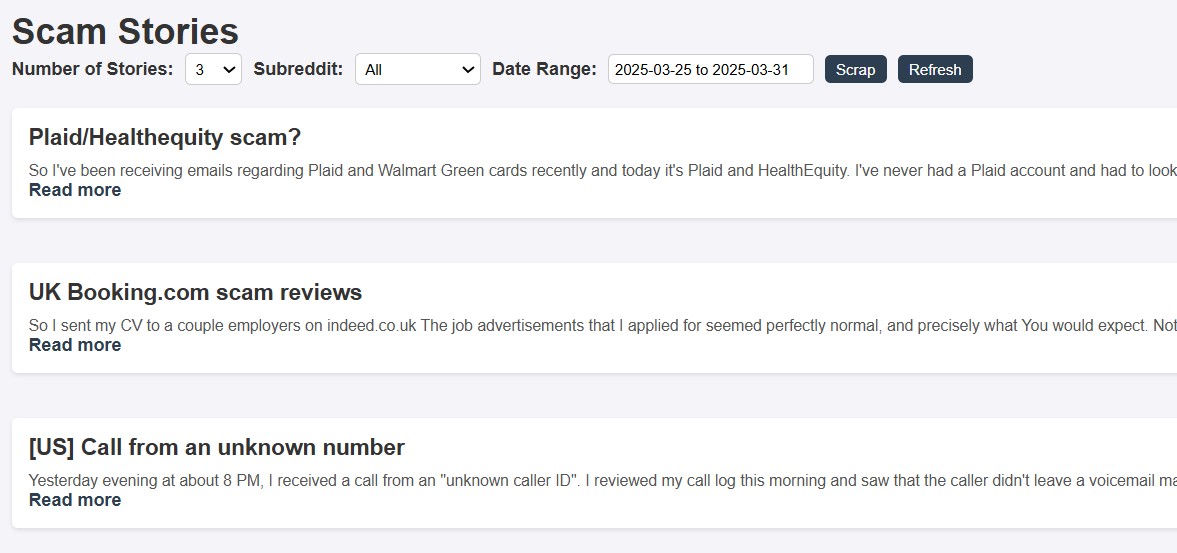 Scam Stories
Number of Stories: 3 Subreddit: All Date Range: 2025-03-25 to 2025-03-31 Scrap Refresh
Plaid/Healthequity scam?
So I've been receiving emails regarding Plaid and Walmart Green cards recently and today it's Plaid and HealthEquity. I've never had a Plaid account and had to look
Read more
UK Booking.com scam reviews
So I sent my CV to a couple employers on indeed.co.uk The job advertisements that I applied for seemed perfectly normal, and precisely what You would expect. Not
Read more
[US] Call from an unknown number
Yesterday evening at about 8 PM, I received a call from an "unknown caller ID". I reviewed my call log this morning and saw that the caller didn't leave a voicemail ma
Read more